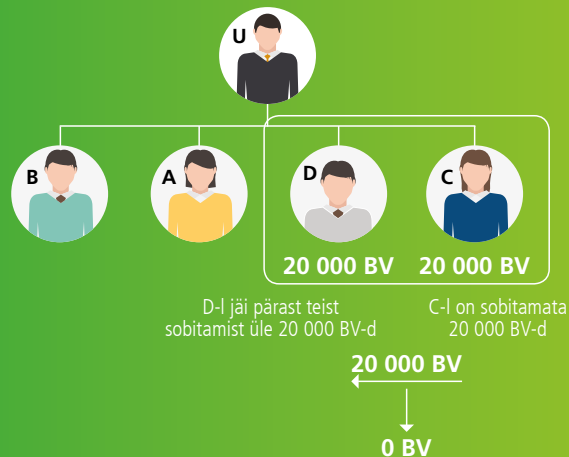 U
B
A
D
C
20 000 BV
20 000 BV
D-l jäi pärast teist
sobitamist üle 20 000 BV-d
C-l on sobitamata
20 000 BV-d
20 000 BV
0 BV